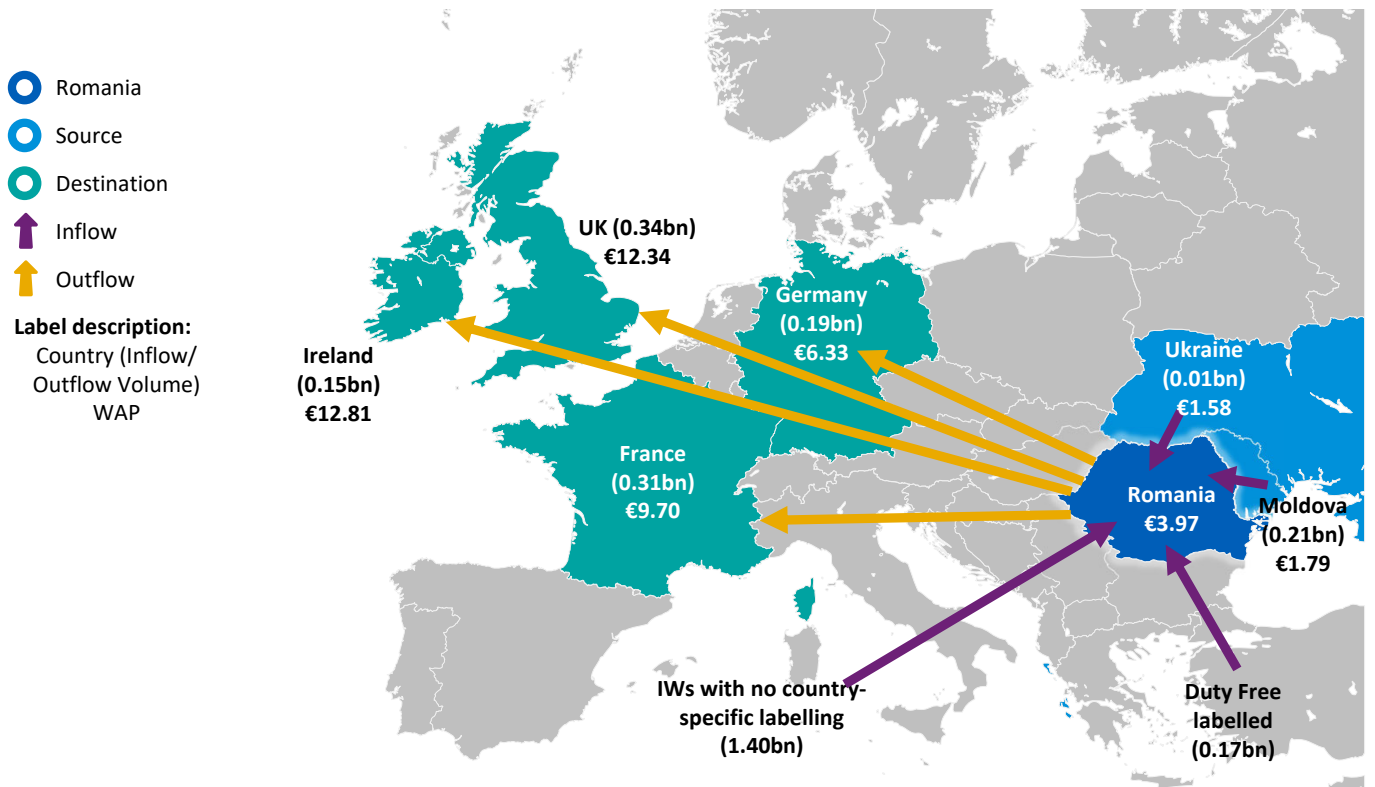 Romania
Source
Destination
Inflow
Outflow
Label description:
Country (Inflow/
Outflow Volume)
WAP
UK (0.34bn)
€12.34
Ireland
(0.15bn)
€12.81
Germany
(0.19bn)
€6.33
France
(0.31bn)
€9.70
Ukraine
(0.01bn)
€1.58
Romania
€3.97
Moldova
(0.21bn)
€1.79
IWs with no country-
specific labelling
(1.40bn)
Duty Free
labelled
(0.17bn)